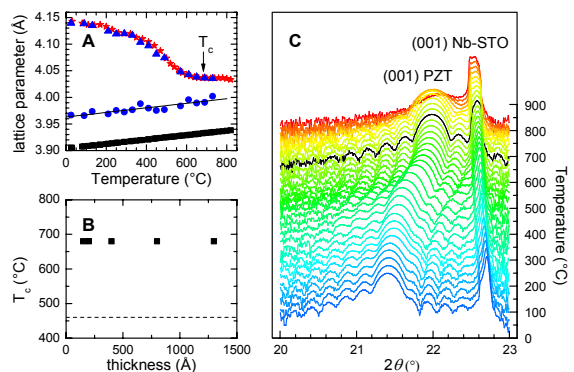 A
T_c
lattice parameter (Å)
4.15
4.10
4.05
4.00
3.95
3.90
0 200 400 600 800
Temperature (°C)
B
T_c (°C)
800
700
600
500
400
0 500 1000 1500
thickness (Å)
C
(001) Nb-STO
(001) PZT
900
800
700
600
500
400
300
200
100
0
Temperature (°C)
20 21 22 23
2θ (°)